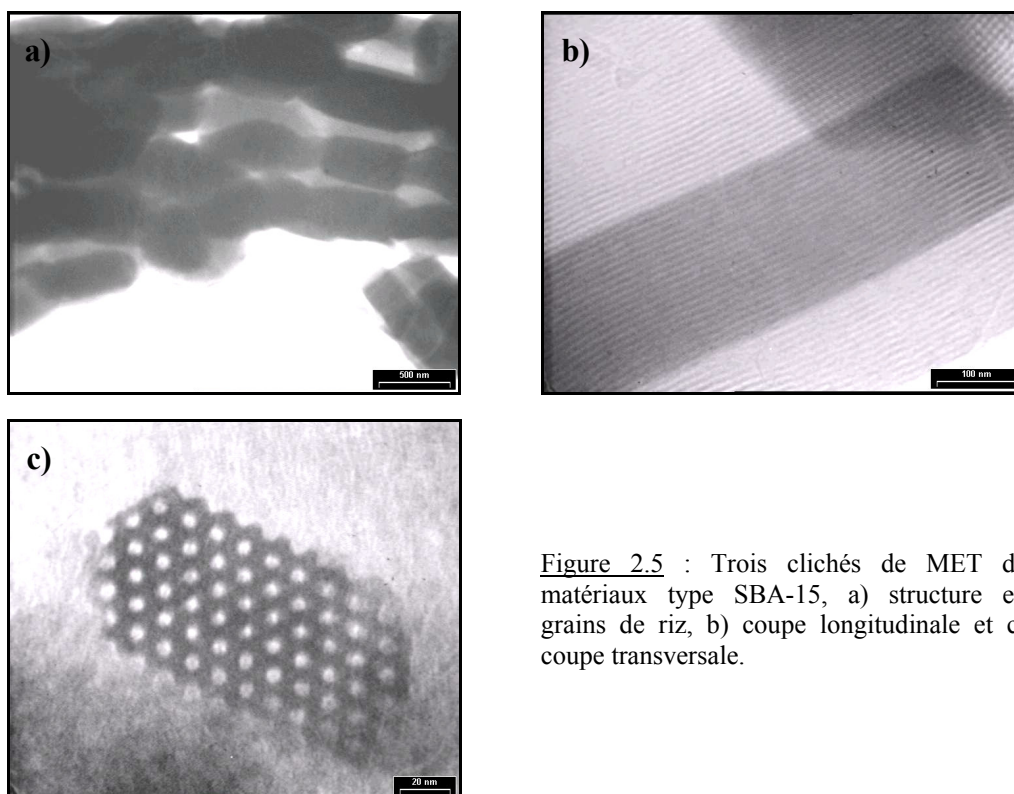 a)
500 nm
b)
100 nm
c)
20 nm
Figure 2.5 : Trois clichés de MET d
matériaux type SBA-15, a) structure e
grains de riz, b) coupe longitudinale et c
coupe transversale.